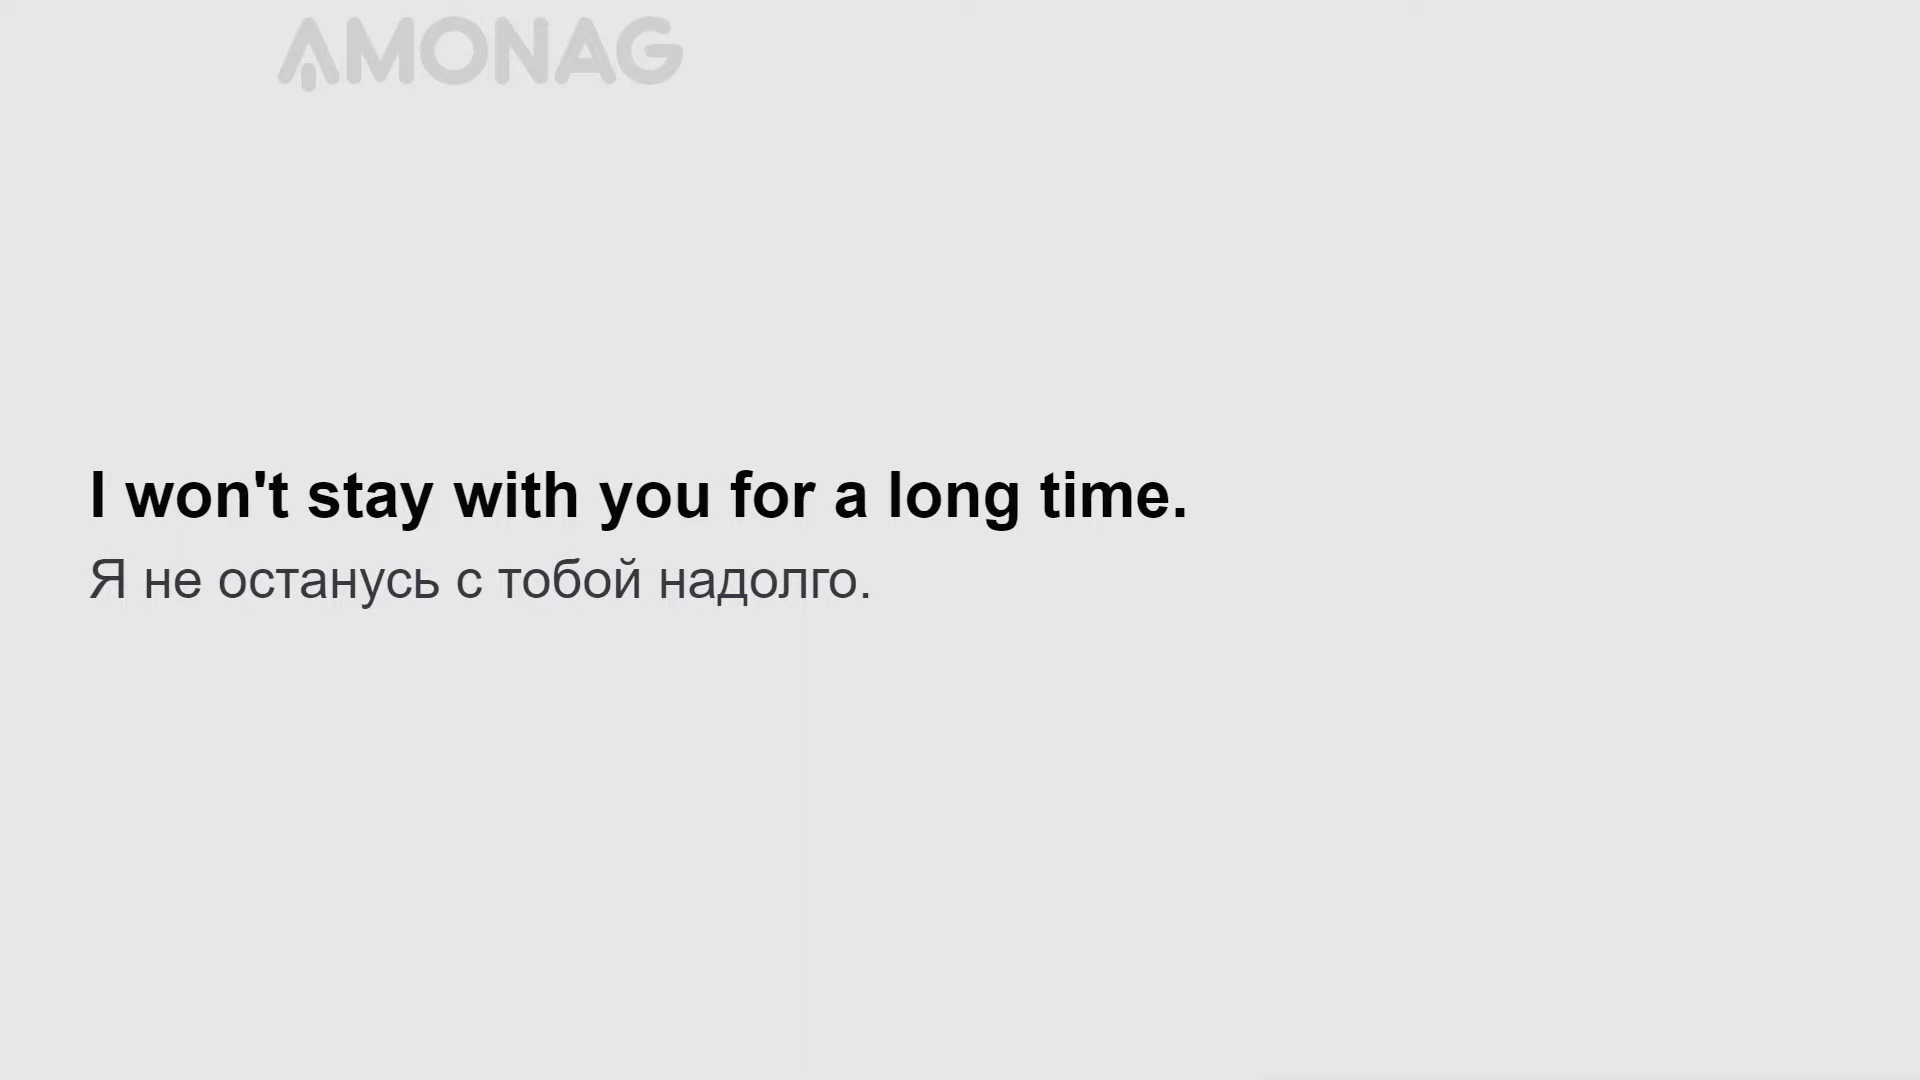 AMONAG
I won't stay with you for a long time.
Я не останусь с тобой надолго.